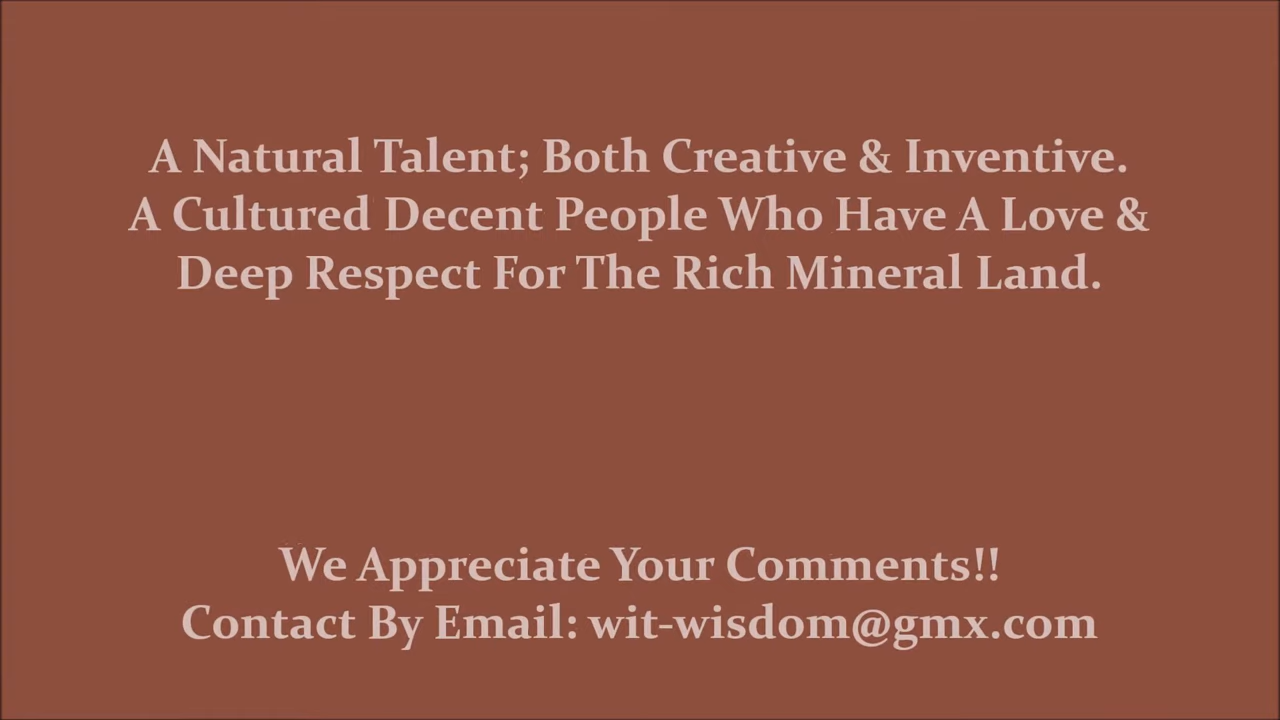 A Natural Talent; Both Creative & Inventive.
A Cultured Decent People Who Have A Love &
Deep Respect For The Rich Mineral Land.
We Appreciate Your Comments!!
Contact By Email: wit-wisdom@gmx.com